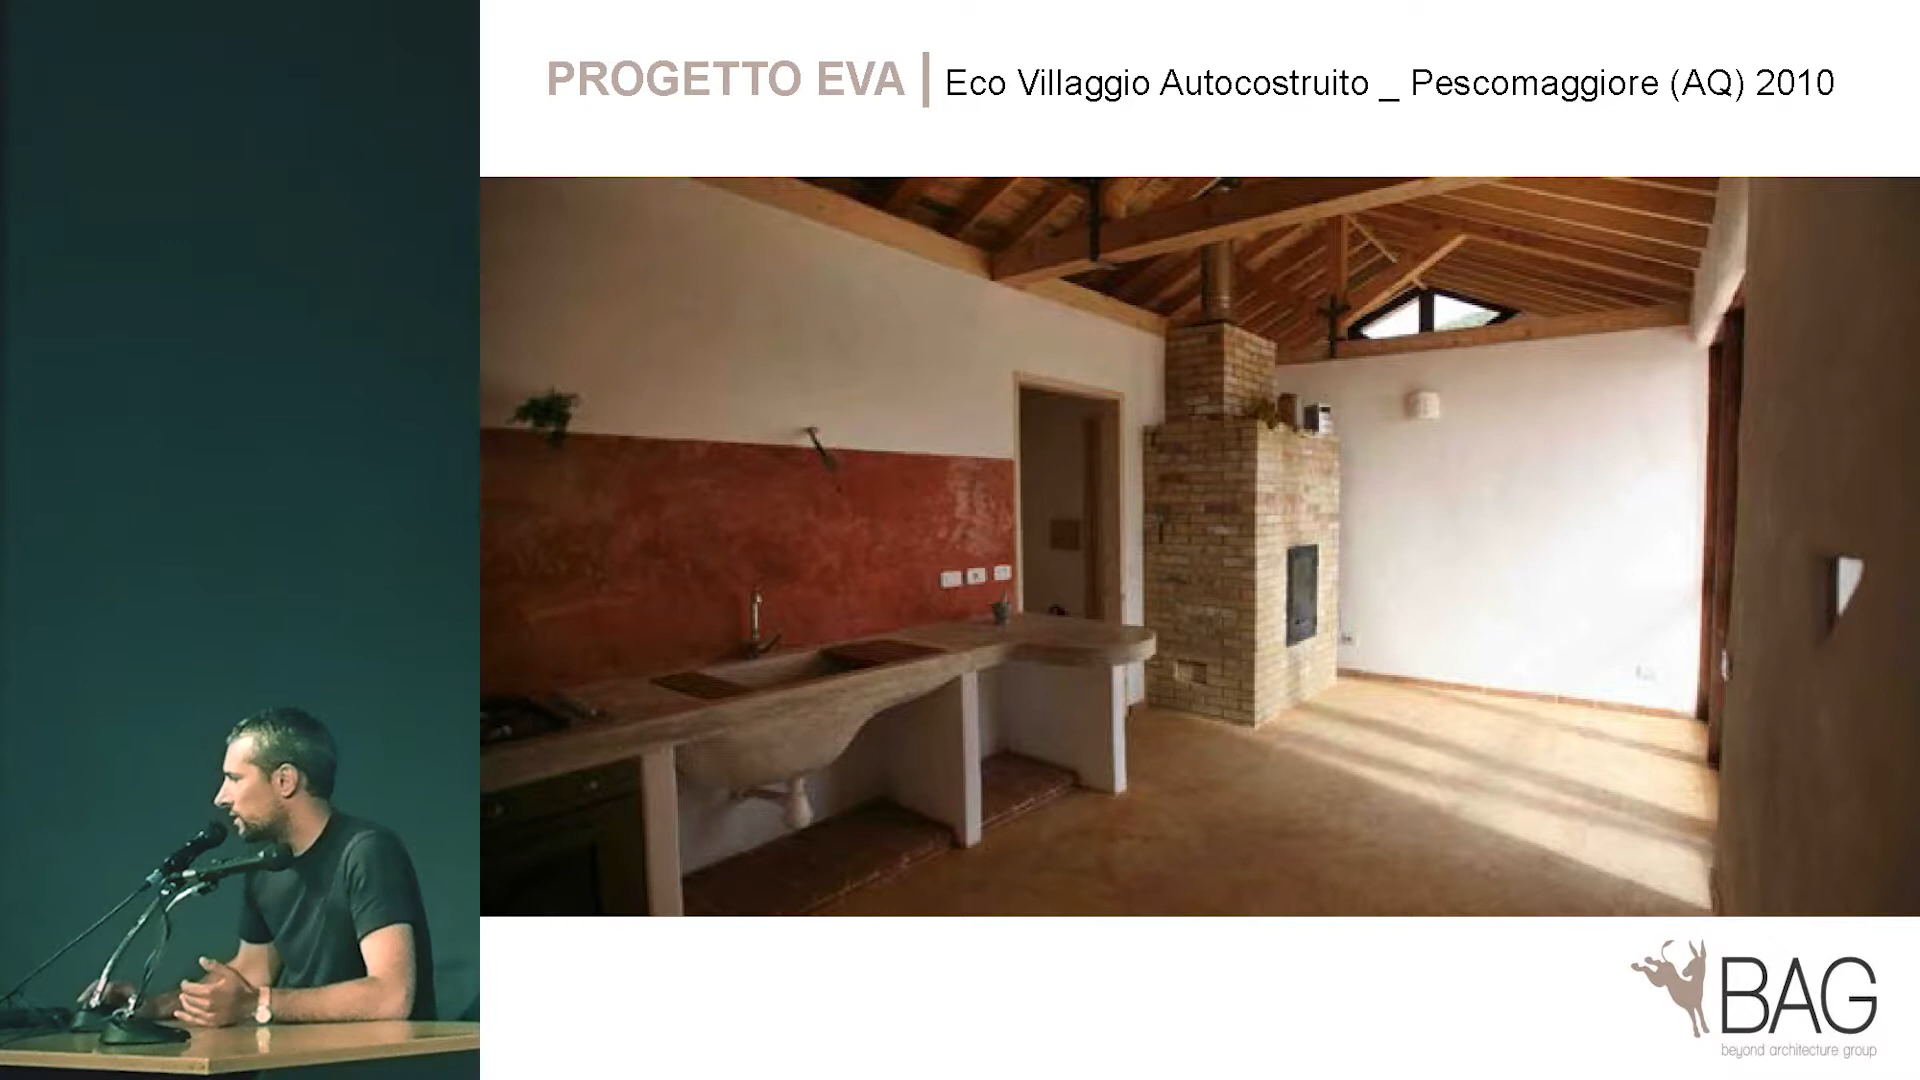 PROGETTO EVA | Eco Villaggio Autocostruito _ Pescomaggiore (AQ) 2010
BAG
beyond architecture group